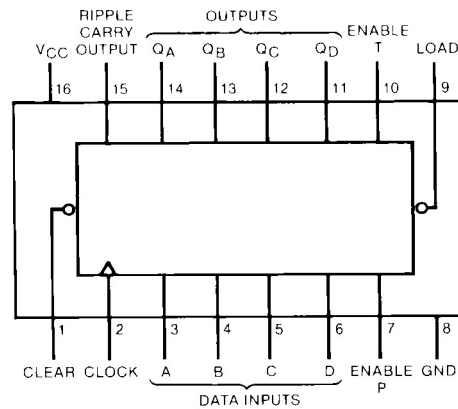 RIPPLE
CARRY
OUTPUT
OUTPUTS
ENABLE
T
VCC QA QB QC QD LOAD
16 15 14 13 12 11 10 9
1 2 3 4 5 6 7 8
CLEAR CLOCK A B C D ENABLE
P
GND
DATA INPUTS